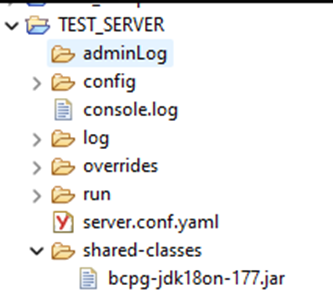 TEST_SERVER
adminLog
config
console.log
log
overrides
run
server.conf.yaml
shared-classes
bcpg-jdk18on-177.jar